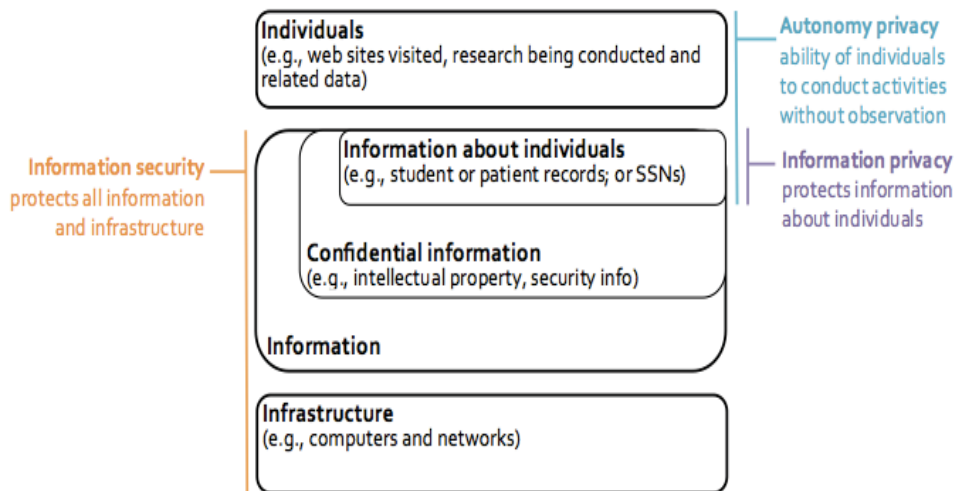 Individuals
(e.g., web sites visited, research being conducted and
related data)
Autonomy privacy
ability of individuals
to conduct activities
without observation
Information security
protects all information
and infrastructure
Information about individuals
(e.g., student or patient records; or SSNs)
Information privacy
protects information
about individuals
Confidential information
(e.g., intellectual property, security info)
Information
Infrastructure
(e.g., computers and networks)